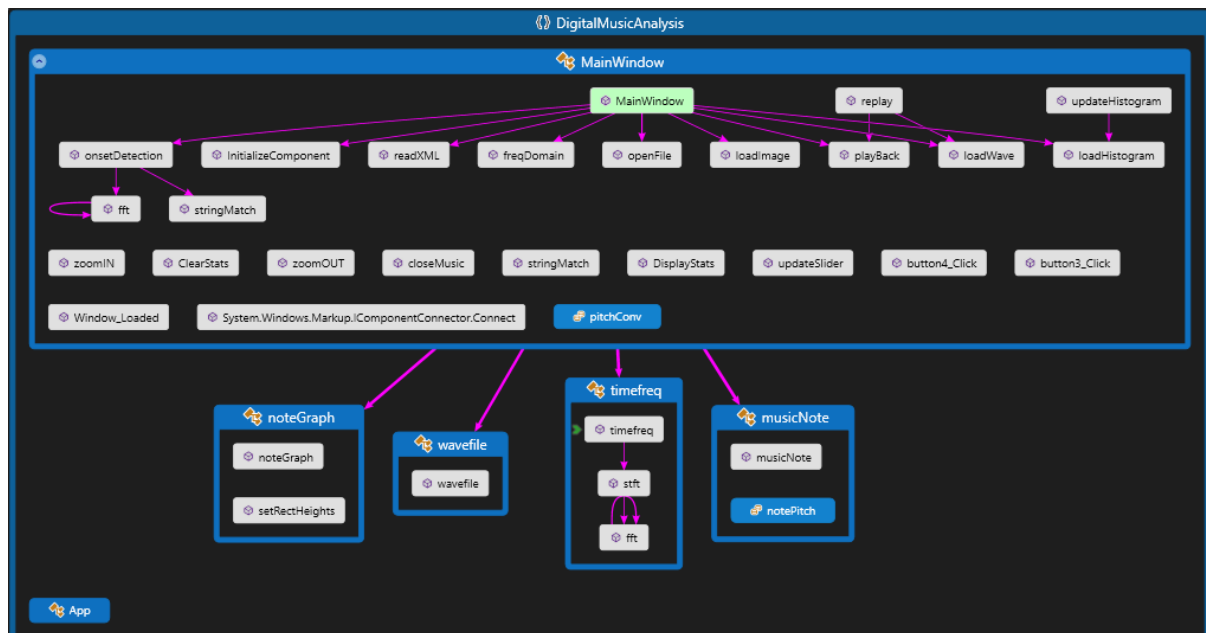 DigitalMusicAnalysis
MainWindow
MainWindow
replay
updateHistogram
onsetDetection
InitializeComponent
readXML
freqDomain
openFile
loadImage
playBack
loadWave
loadHistogram
fft
stringMatch
zoomIN
ClearStats
zoomOUT
closeMusic
stringMatch
DisplayStats
updateSlider
button4_Click
button3_Click
Window_Loaded
System.Windows.Markup.IComponentConnector.Connect
pitchConv
noteGraph
noteGraph
setRectHeights
wavefile
wavefile
timefreq
timefreq
stft
fft
musicNote
musicNote
notePitch
App